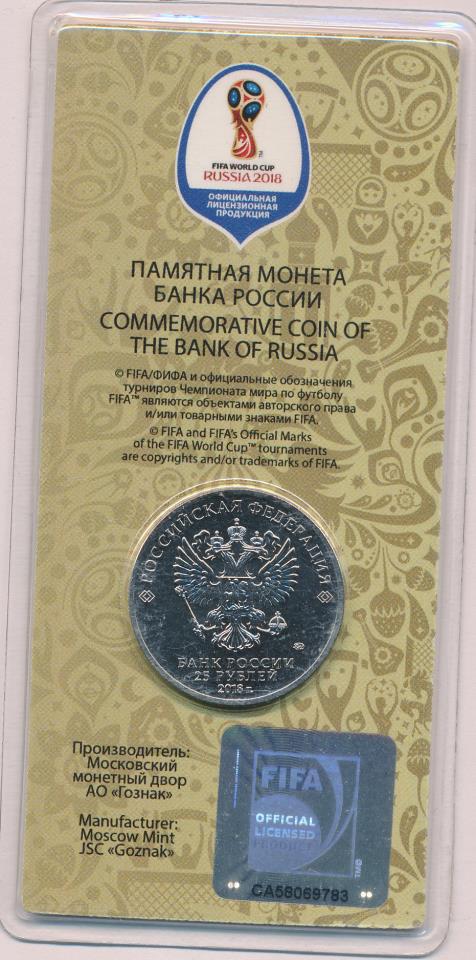 FIFA WORLD CUP
RUSSIA 2018
ОФИЦИАЛЬНАЯ
ЛИЦЕНЗИОННАЯ
ПРОДУКЦИЯ
ПАМЯТНАЯ МОНЕТА
БАНКА РОССИИ
COMMEMORATIVE COIN OF
THE BANK OF RUSSIA
© FIFA/ФИФА и официальные обозначения
турниров Чемпионата мира по футболу
FIFA™ являются объектами авторского права
и/или товарными знаками FIFA.
© FIFA and FIFA's Official Marks
of the FIFA World Cup™ tournaments
are copyrights and/or trademarks of FIFA.
РОССИЙСКАЯ ФЕДЕРАЦИЯ
БАНК РОССИИ
25 РУБЛЕЙ
2018 г.
Производитель:
Московский
монетный двор
АО «Гознак»
Manufacturer:
Moscow Mint
JSC «Goznak»
FIFA
OFFICIAL
LICENSED
PRODUCT
TM©
CA58069783